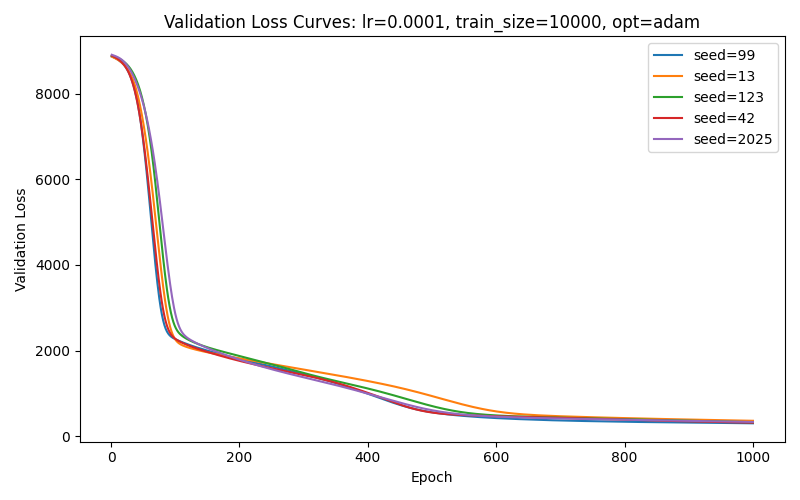 Validation Loss Curves: lr=0.0001, train_size=10000, opt=adam
seed=99
seed=13
seed=123
seed=42
seed=2025
Validation Loss
8000
6000
4000
2000
0
0 200 400 600 800 1000
Epoch